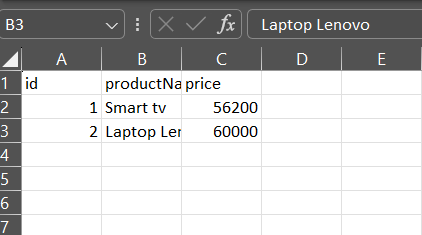 B3 fx Laptop Lenovo
A B C D E
1 id productNa price
2 1 Smart tv 56200
3 2 Laptop Len 60000
4
5
6
7